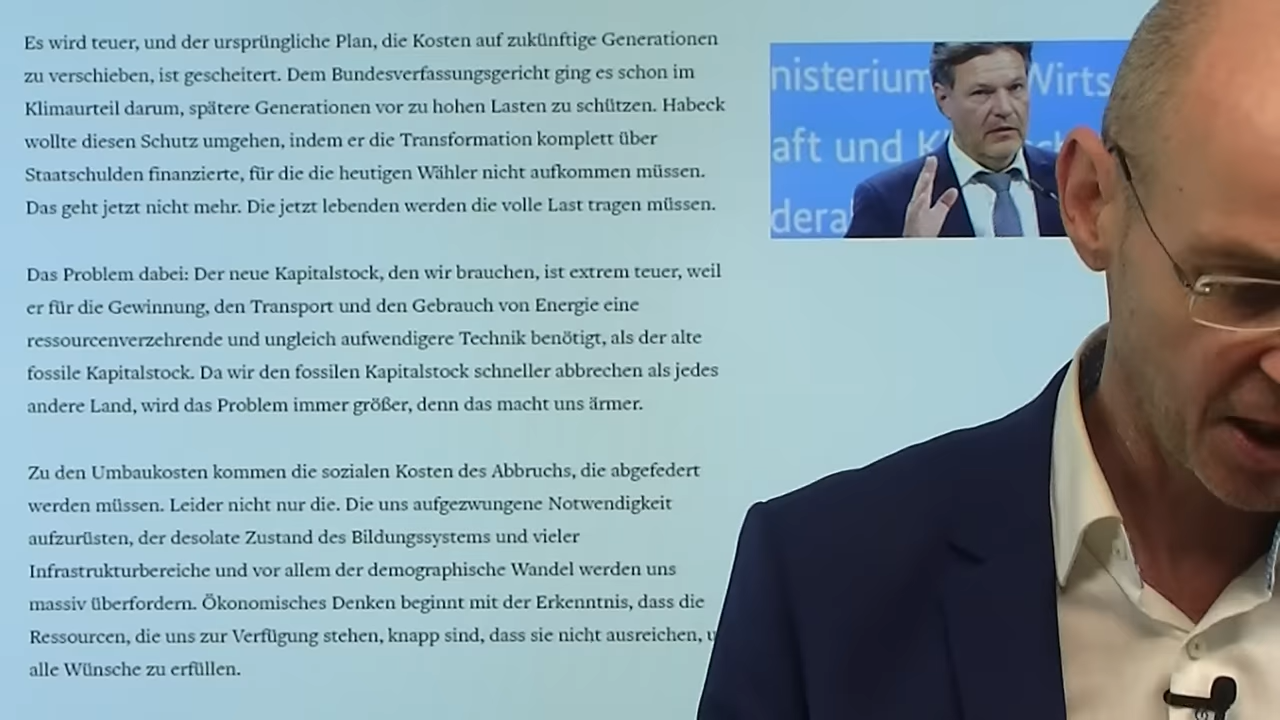 Es wird teuer, und der ursprüngliche Plan, die Kosten auf zukünftige Generationen
zu verschieben, ist gescheitert. Dem Bundesverfassungsgericht ging es schon im
Klimaurteil darum, spätere Generationen vor zu hohen Lasten zu schützen. Habeck
wollte diesen Schutz umgehen, indem er die Transformation komplett über
Staatschulden finanzierte, für die die heutigen Wähler nicht aufkommen müssen.
Das geht jetzt nicht mehr. Die jetzt lebenden werden die volle Last tragen müssen.
Das Problem dabei: Der neue Kapitalstock, den wir brauchen, ist extrem teuer, weil
er für die Gewinnung, den Transport und den Gebrauch von Energie eine
ressourcenverzehrende und ungleich aufwendigere Technik benötigt, als der alte
fossile Kapitalstock. Da wir den fossilen Kapitalstock schneller abbrechen als jedes
andere Land, wird das Problem immer größer, denn das macht uns ärmer.
Zu den Umbaukosten kommen die sozialen Kosten des Abbruchs, die abgefedert
werden müssen. Leider nicht nur die. Die uns aufgezwungene Notwendigkeit
aufzurüsten, der desolate Zustand des Bildungssystems und vieler
Infrastrukturbereiche und vor allem der demographische Wandel werden uns
massiv überfordern. Ökonomisches Denken beginnt mit der Erkenntnis, dass die
Ressourcen, die uns zur Verfügung stehen, knapp sind, dass sie nicht ausreichen,
alle Wünsche zu erfüllen.
nisterium Wirts
aft und K
dera